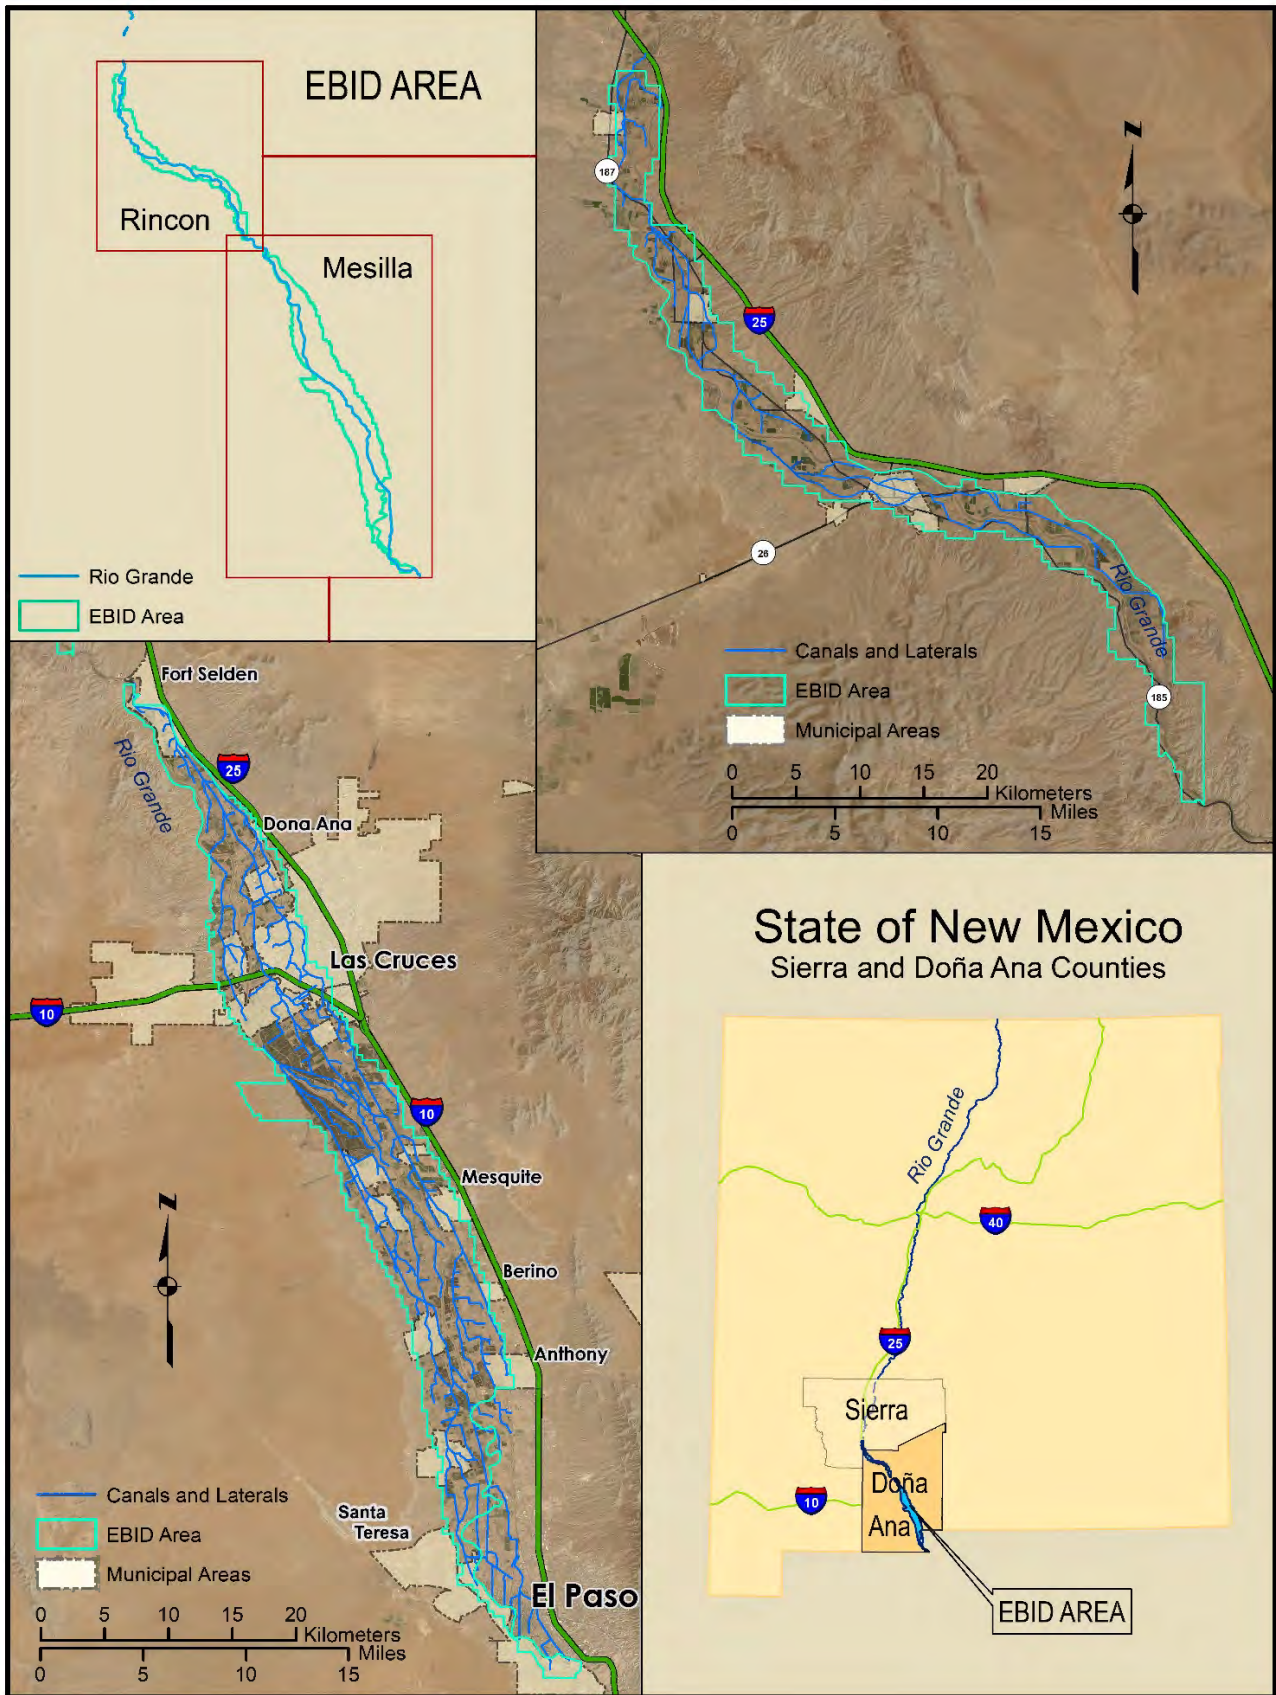 EBID AREA
Rincon
Mesilla
Rio Grande
EBID Area
187
25
26
Rio Grande
185
N
Canals and Laterals
EBID Area
Municipal Areas
0 5 10 15 20
Kilometers
Miles
0 5 10 15
Fort Selden
Rio Grande
25
Dona Ana
Las Cruces
10
10
Mesquite
N
Berino
Anthony
Canals and Laterals
EBID Area
Municipal Areas
Santa
Teresa
El Paso
0 5 10 15 20
Kilometers
Miles
0 5 10 15
State of New Mexico
Sierra and Doña Ana Counties
Rio Grande
40
25
Sierra
10
Doña
Ana
EBID AREA